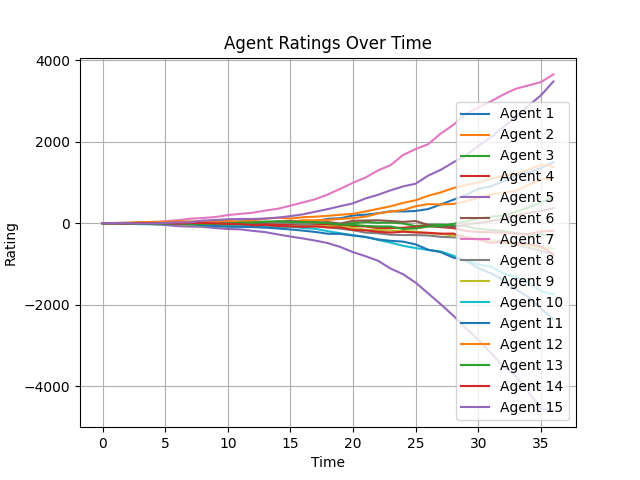 Agent Ratings Over Time
4000
2000
0
−2000
−4000
Rating
0 5 10 15 20 25 30 35
Time
Agent 1
Agent 2
Agent 3
Agent 4
Agent 5
Agent 6
Agent 7
Agent 8
Agent 9
Agent 10
Agent 11
Agent 12
Agent 13
Agent 14
Agent 15